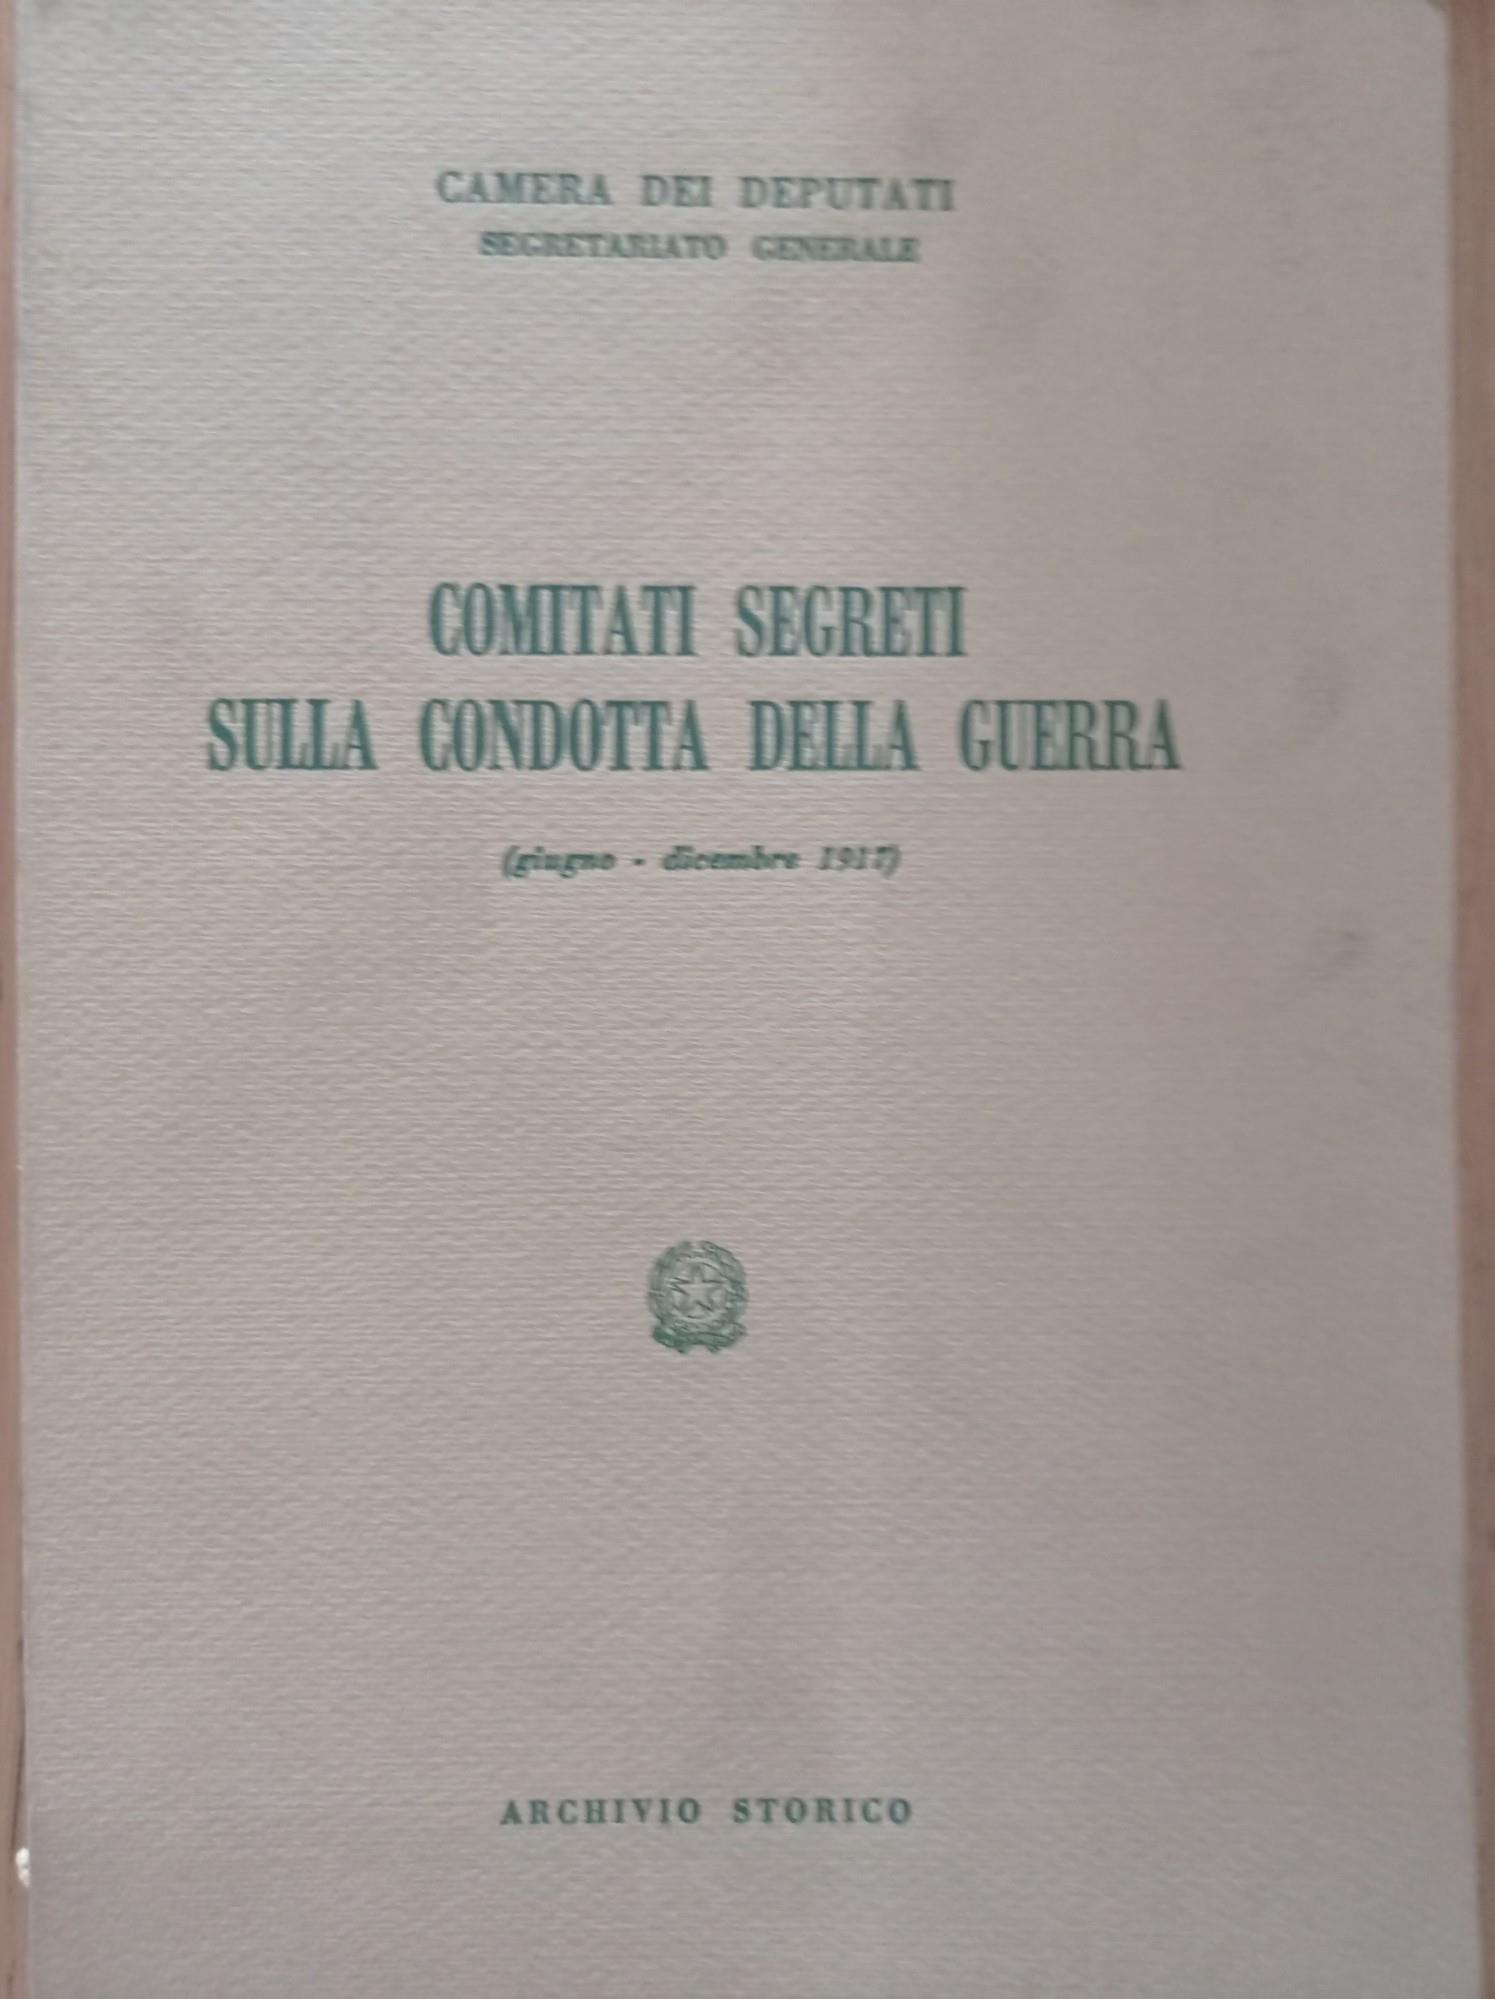 CAMERA DEI DEPUTATI
SEGRETARIATO GENERALE
COMITATI SEGRETI
SULLA CONDOTTA DELLA GUERRA
(giugno - dicembre 1917)
ARCHIVIO STORICO